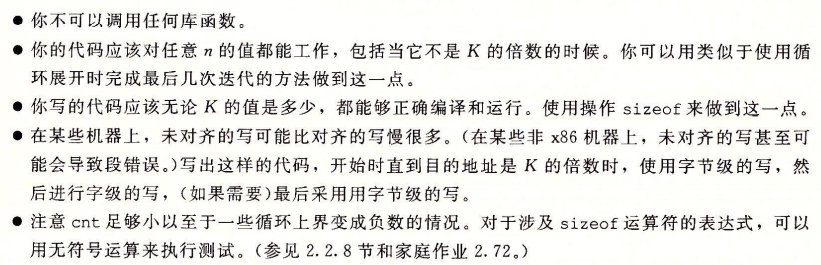 ● 你不可以调用任何库函数。
● 你的代码应该对任意 n 的值都能工作，包括当它不是 K 的倍数的时候。你可以用类似于使用循
环展开时完成最后几次迭代的方法做到这一点。
● 你写的代码应该无论 K 的值是多少，都能够正确编译和运行。使用操作 sizeof 来做到这一点。
● 在某些机器上，未对齐的写可能比对齐的写慢很多。（在某些非 x86 机器上，未对齐的写甚至可
能会导致段错误。）写出这样的代码，开始时直到目的地址是 K 的倍数时，使用字节级的写，然
后进行字级的写，（如果需要）最后采用用字节级的写。
● 注意 cnt 足够小以至于一些循环上界变成负数的情况。对于涉及 sizeof 运算符的表达式，可以
用无符号运算来执行测试。（参见 2.2.8 节和家庭作业 2.72。）